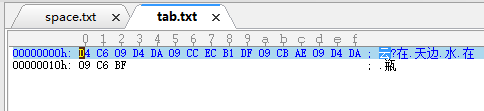 space.txt tab.txt
0 1 2 3 4 5 6 7 8 9 a b c d e f
00000000h: D4 C6 09 D4 DA 09 CC EC B1 DF 09 CB AE 09 D4 DA ; 云?在.天边.水.在
00000010h: 09 C6 BF ; .瓶